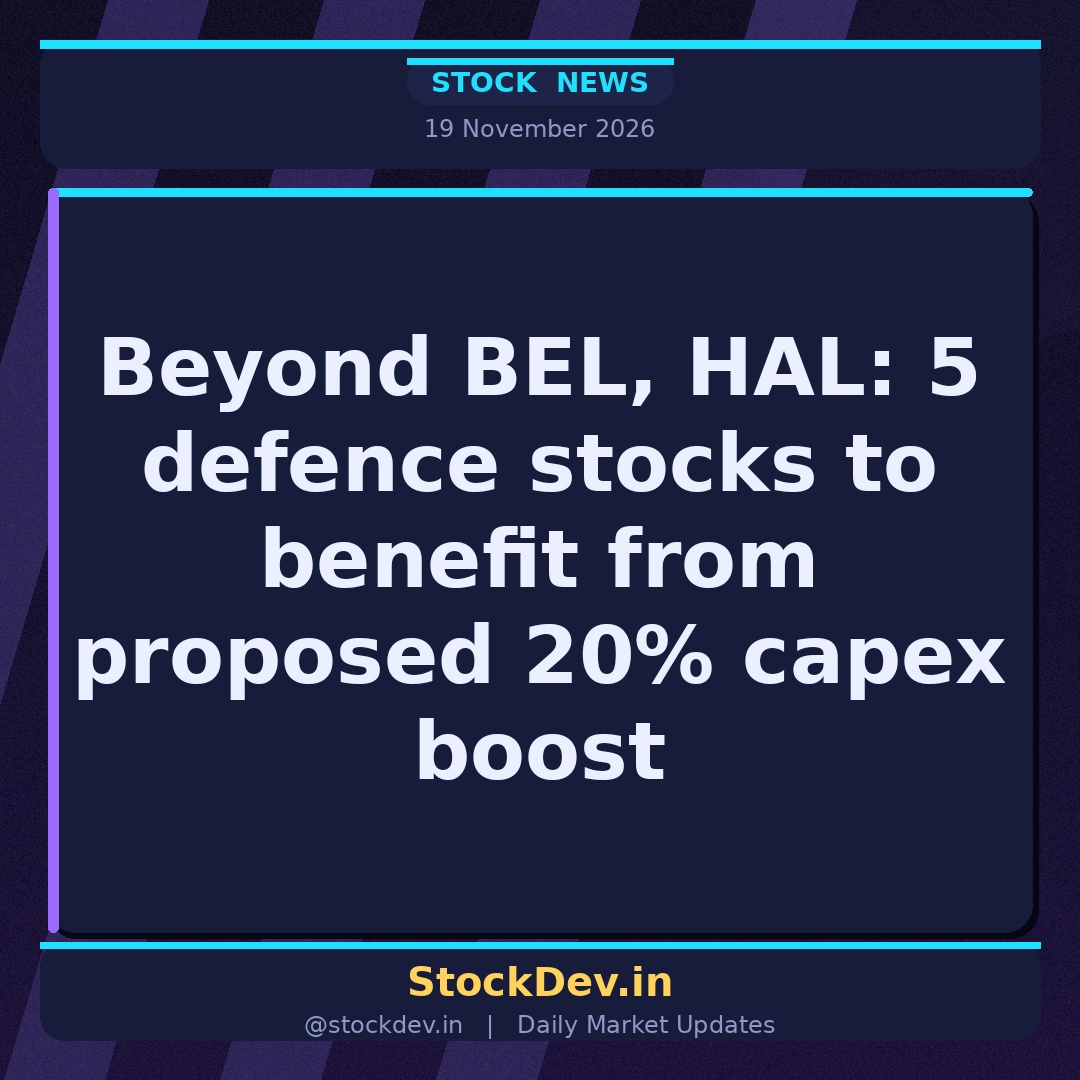 STOCK NEWS
19 November 2026
Beyond BEL, HAL: 5
defence stocks to
benefit from
proposed 20% capex
boost
StockDev.in
@stockdev.in | Daily Market Updates